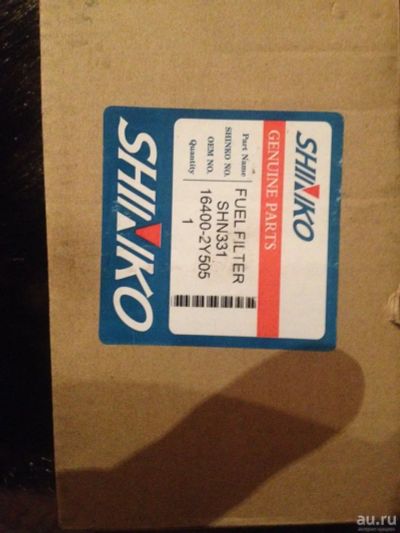 SHINKO
GENUINE PARTS
Part Name FUEL FILTER
SHINKO NO. SHN331
OEM NO. 16400-2Y505
Quantity 1
SHINKO
au.ru